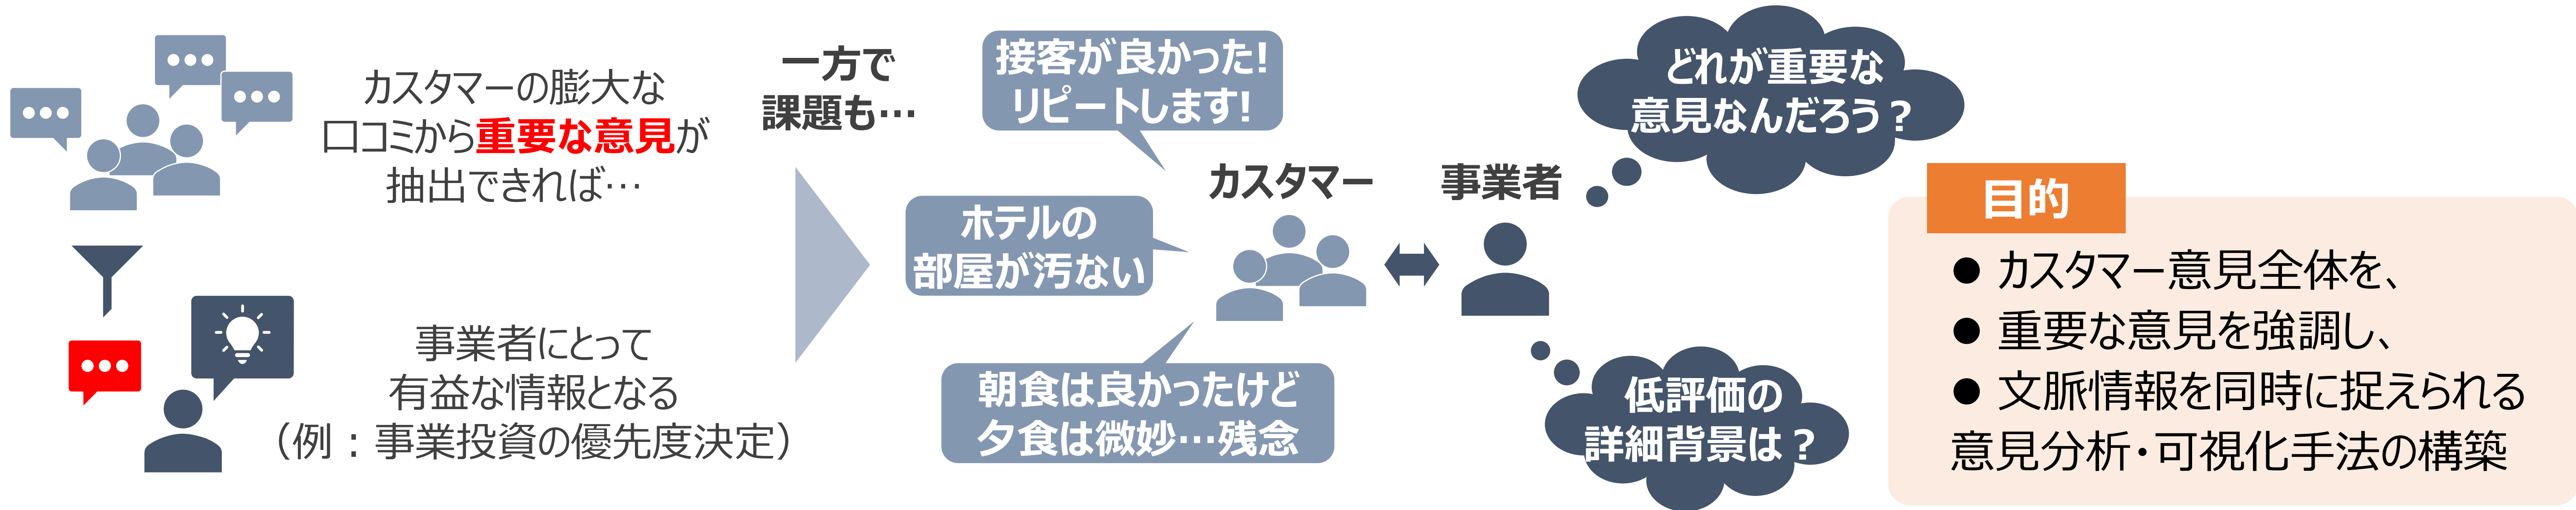 カスタマーの膨大な
口コミから重要な意見が
抽出できれば…
事業者にとって
有益な情報となる
（例：事業投資の優先度決定）
一方で
課題も…
接客が良かった!
リピートします!
ホテルの
部屋が汚ない
朝食は良かったけど
夕食は微妙…残念
カスタマー
事業者
どれが重要な
意見なんだろう？
低評価の
詳細背景は？
目的
● カスタマー意見全体を、
● 重要な意見を強調し、
● 文脈情報を同時に捉えられる
意見分析・可視化手法の構築